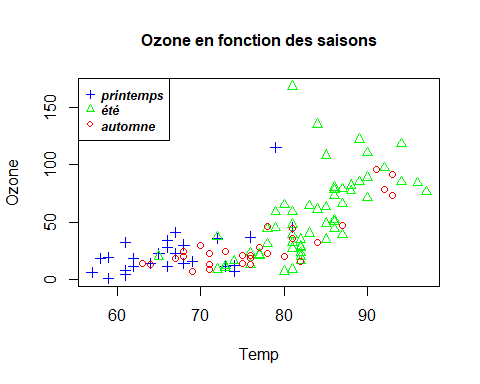 Ozone en fonction des saisons
printemps
été
automne
150
100
50
0
Ozone
60
70
80
90
Temp